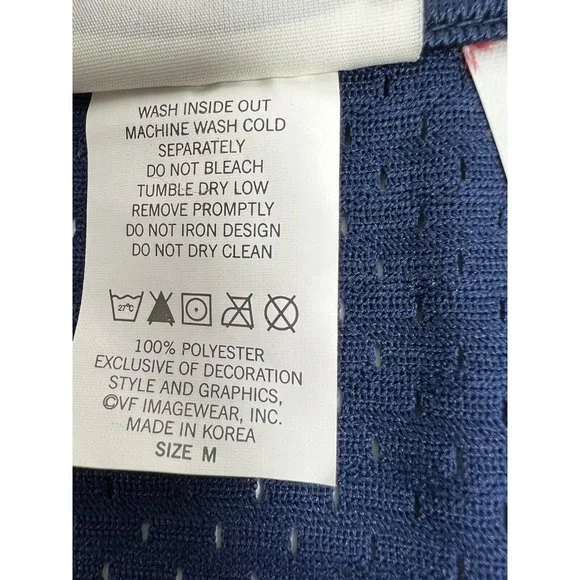 WASH INSIDE OUT
MACHINE WASH COLD
SEPARATELY
DO NOT BLEACH
TUMBLE DRY LOW
REMOVE PROMPTLY
DO NOT IRON DESIGN
DO NOT DRY CLEAN
27°C
100% POLYESTER
EXCLUSIVE OF DECORATION
STYLE AND GRAPHICS,
©VF IMAGEWEAR, INC.
MADE IN KOREA
SIZE M